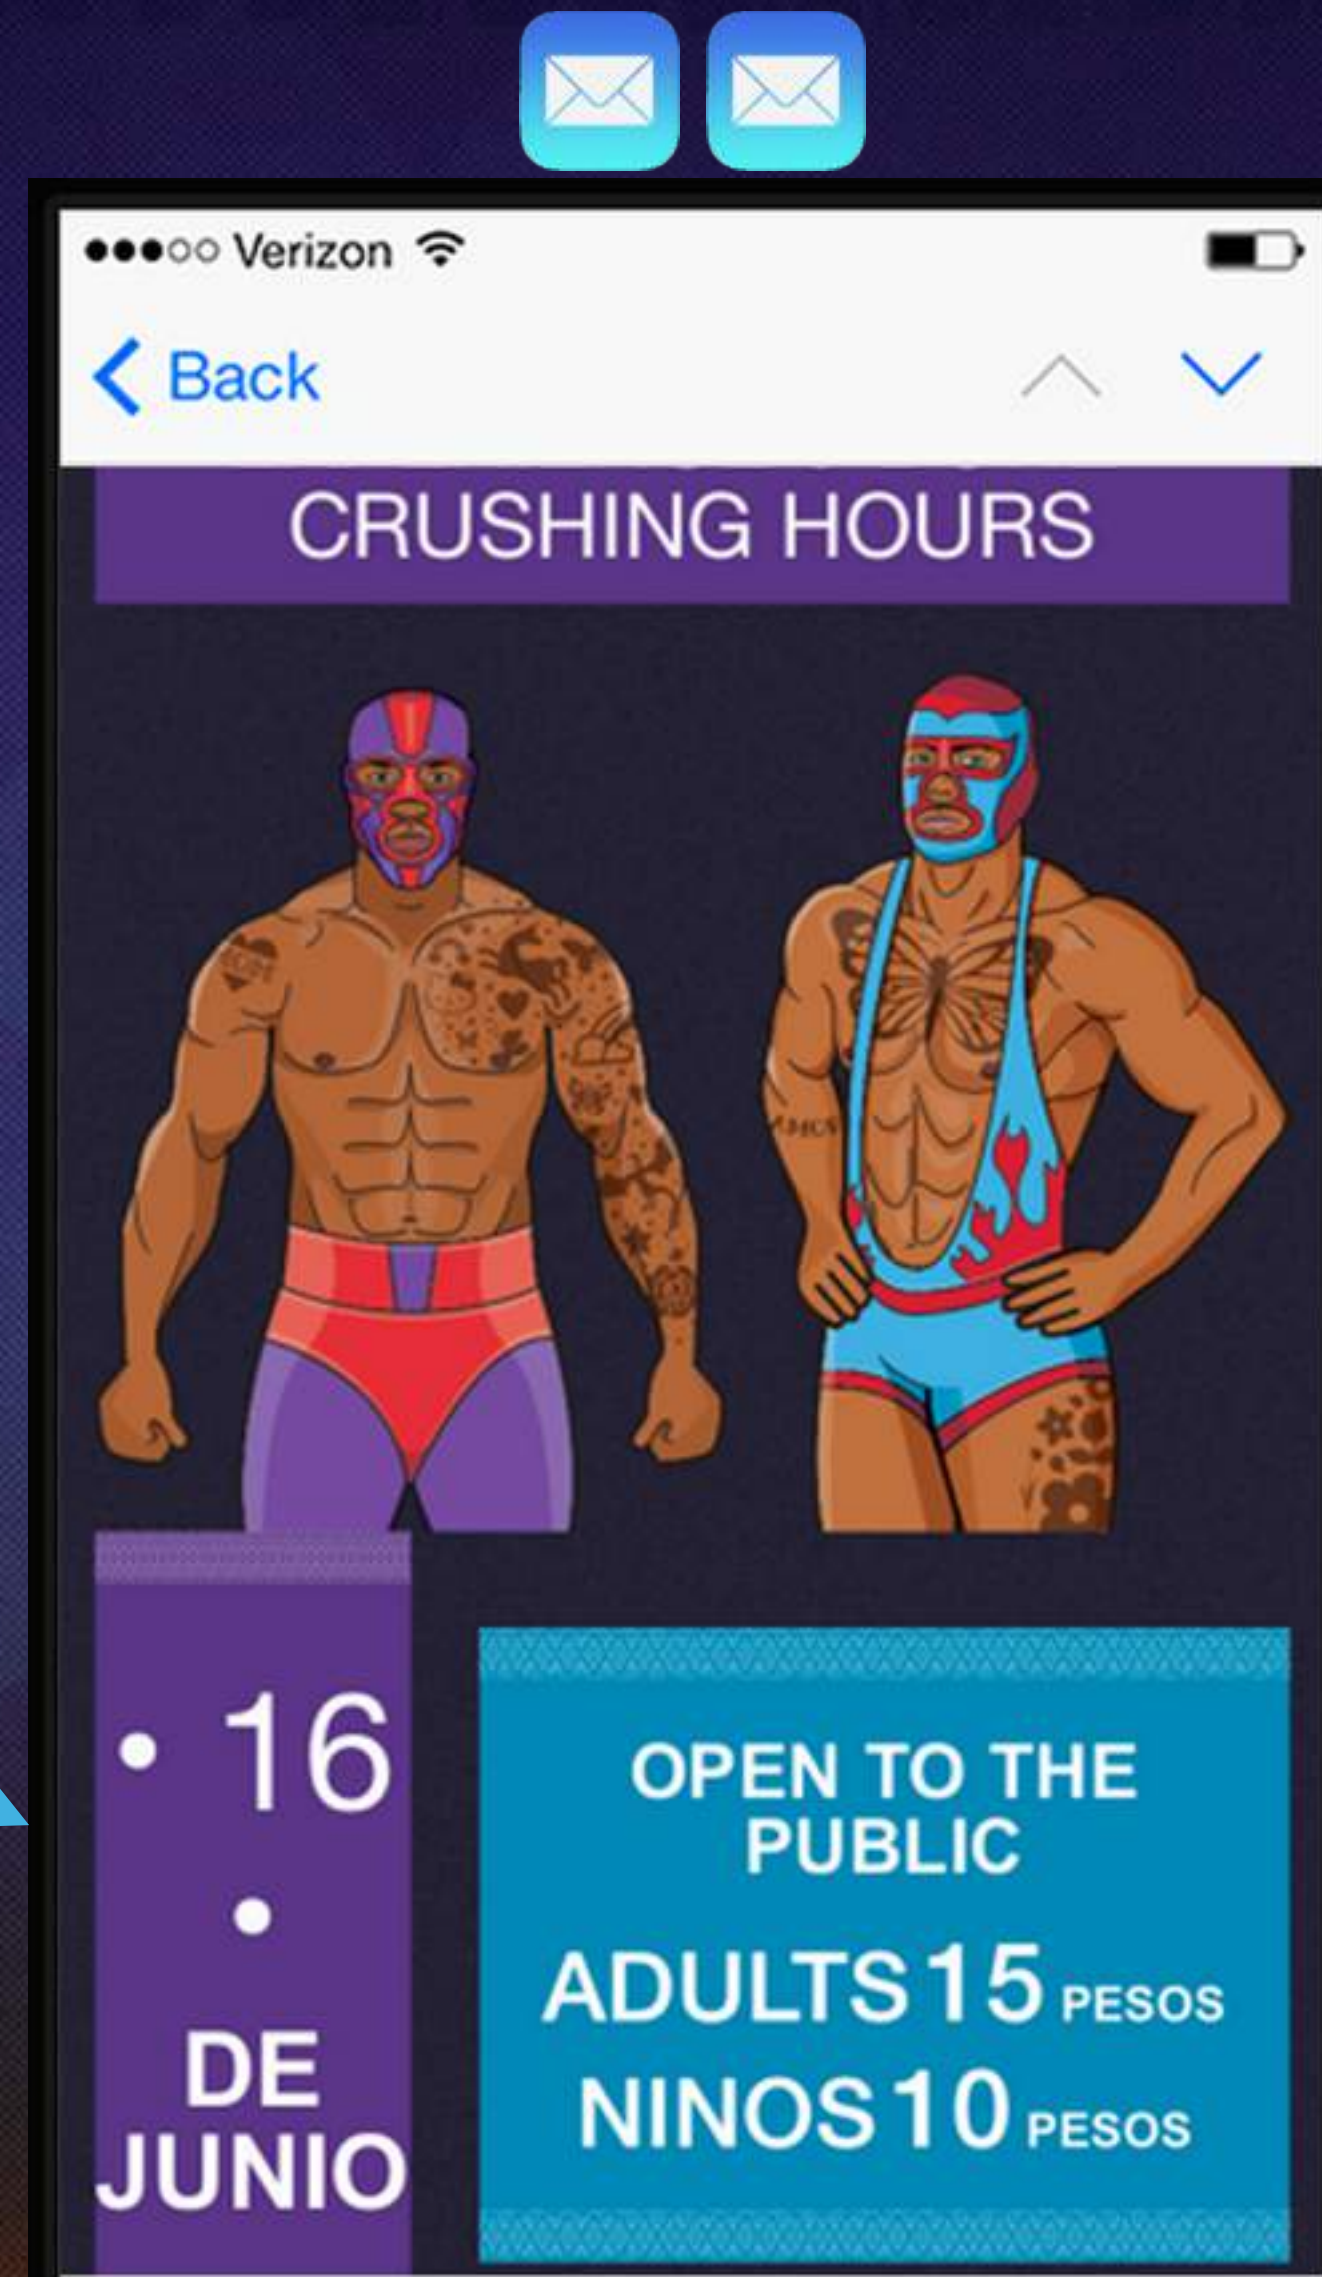 Verizon
Back
CRUSHING HOURS
• 16
•
DE
JUNIO
OPEN TO THE
PUBLIC
ADULTS 15 PESOS
NINOS 10 PESOS